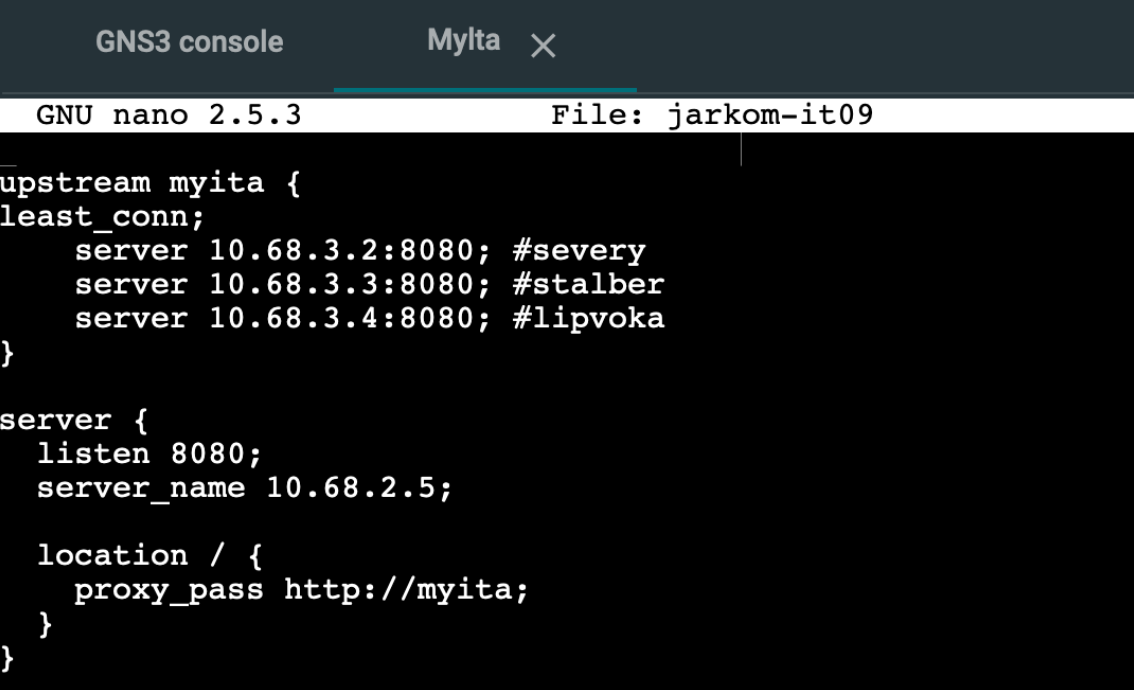 GNS3 console Mylta ×
GNU nano 2.5.3 File: jarkom-it09
upstream myita {
least_conn;
    server 10.68.3.2:8080; #severy
    server 10.68.3.3:8080; #stalber
    server 10.68.3.4:8080; #lipvoka
}
server {
  listen 8080;
  server_name 10.68.2.5;
  location / {
    proxy_pass http://myita;
  }
}